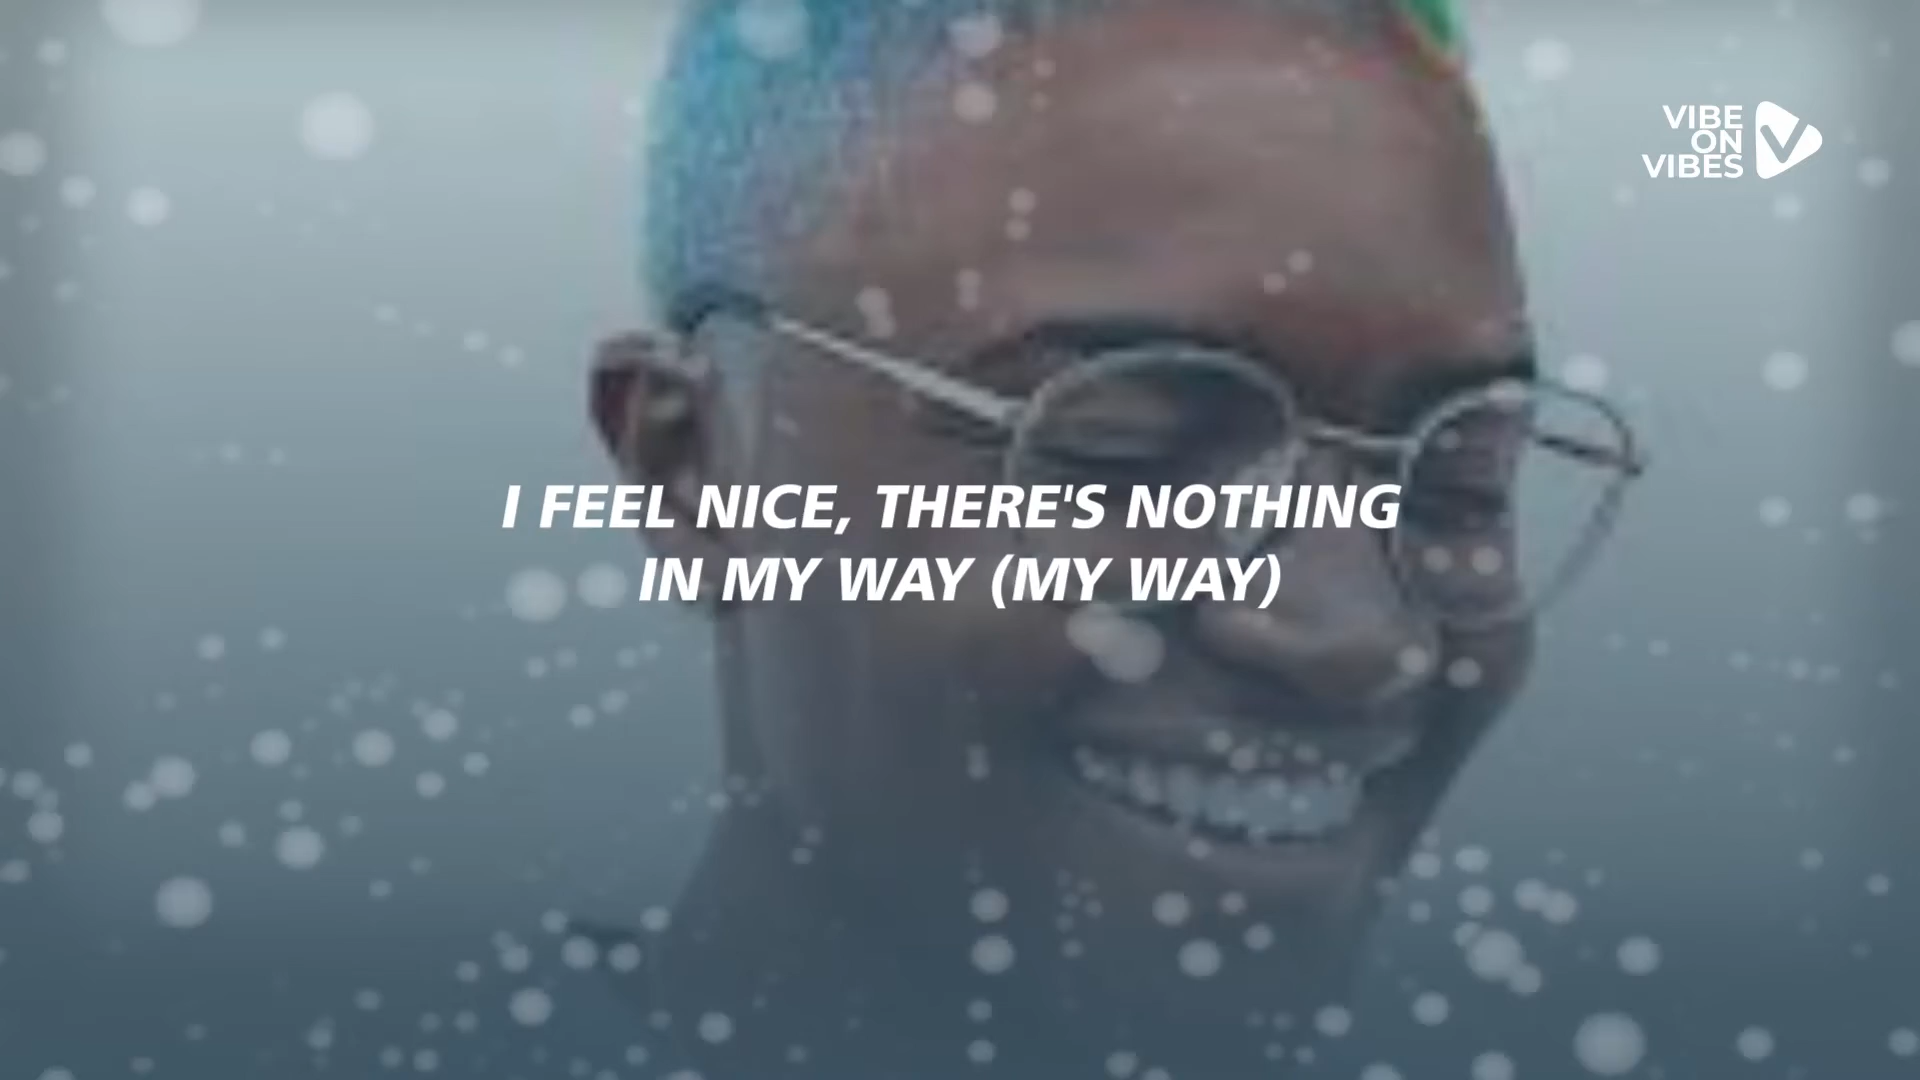 VIBE
ON
VIBES
I FEEL NICE, THERE'S NOTHING
IN MY WAY (MY WAY)